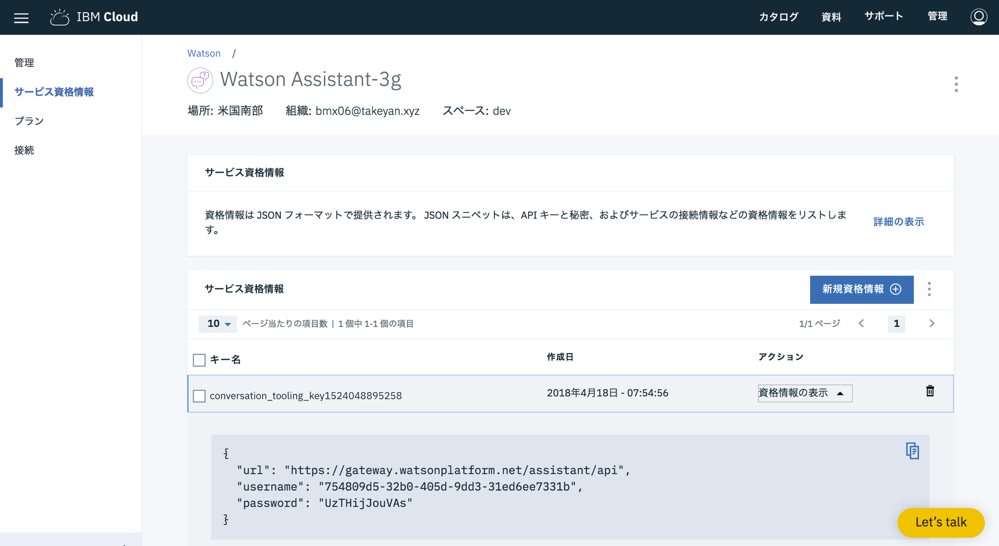 IBM Cloud
カタログ 資料 サポート 管理
管理
サービス資格情報
プラン
接続
Watson /
Watson Assistant-3g
場所: 米国南部 組織: bmx06@takeyan.xyz スペース: dev
サービス資格情報
資格情報は JSON フォーマットで提供されます。 JSON スニペットは、API キーと秘密、およびサービスの接続情報などの資格情報をリストしま
す。
詳細の表示
サービス資格情報
新規資格情報
10 ページ当たりの項目数 | 1 個中 1-1 個の項目
1/1 ページ 1
キー名 作成日 アクション
conversation_tooling_key1524048895258 2018年4月18日 - 07:54:56 資格情報の表示
{
"url": "https://gateway.watsonplatform.net/assistant/api",
"username": "754809d5-32b0-405d-9dd3-31ed6ee7331b",
"password": "UzTHijJouVAs"
}
Let’s talk